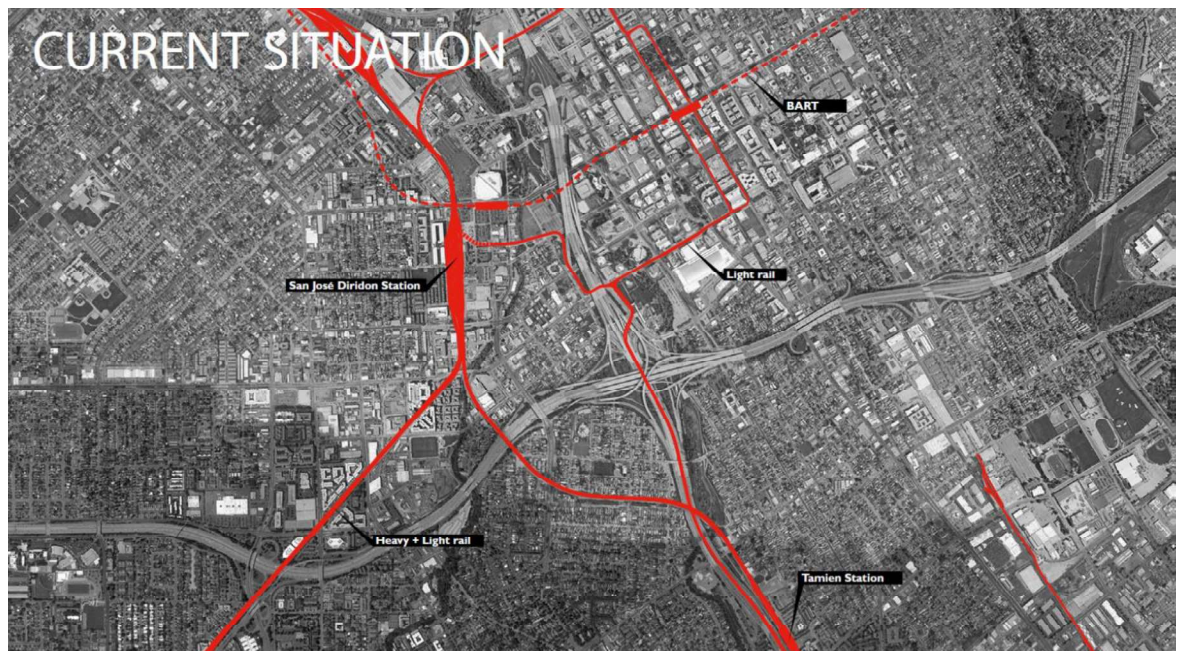 CURRENT SITUATION
BART
Light rail
San José Diridon Station
Heavy + Light rail
Tamien Station